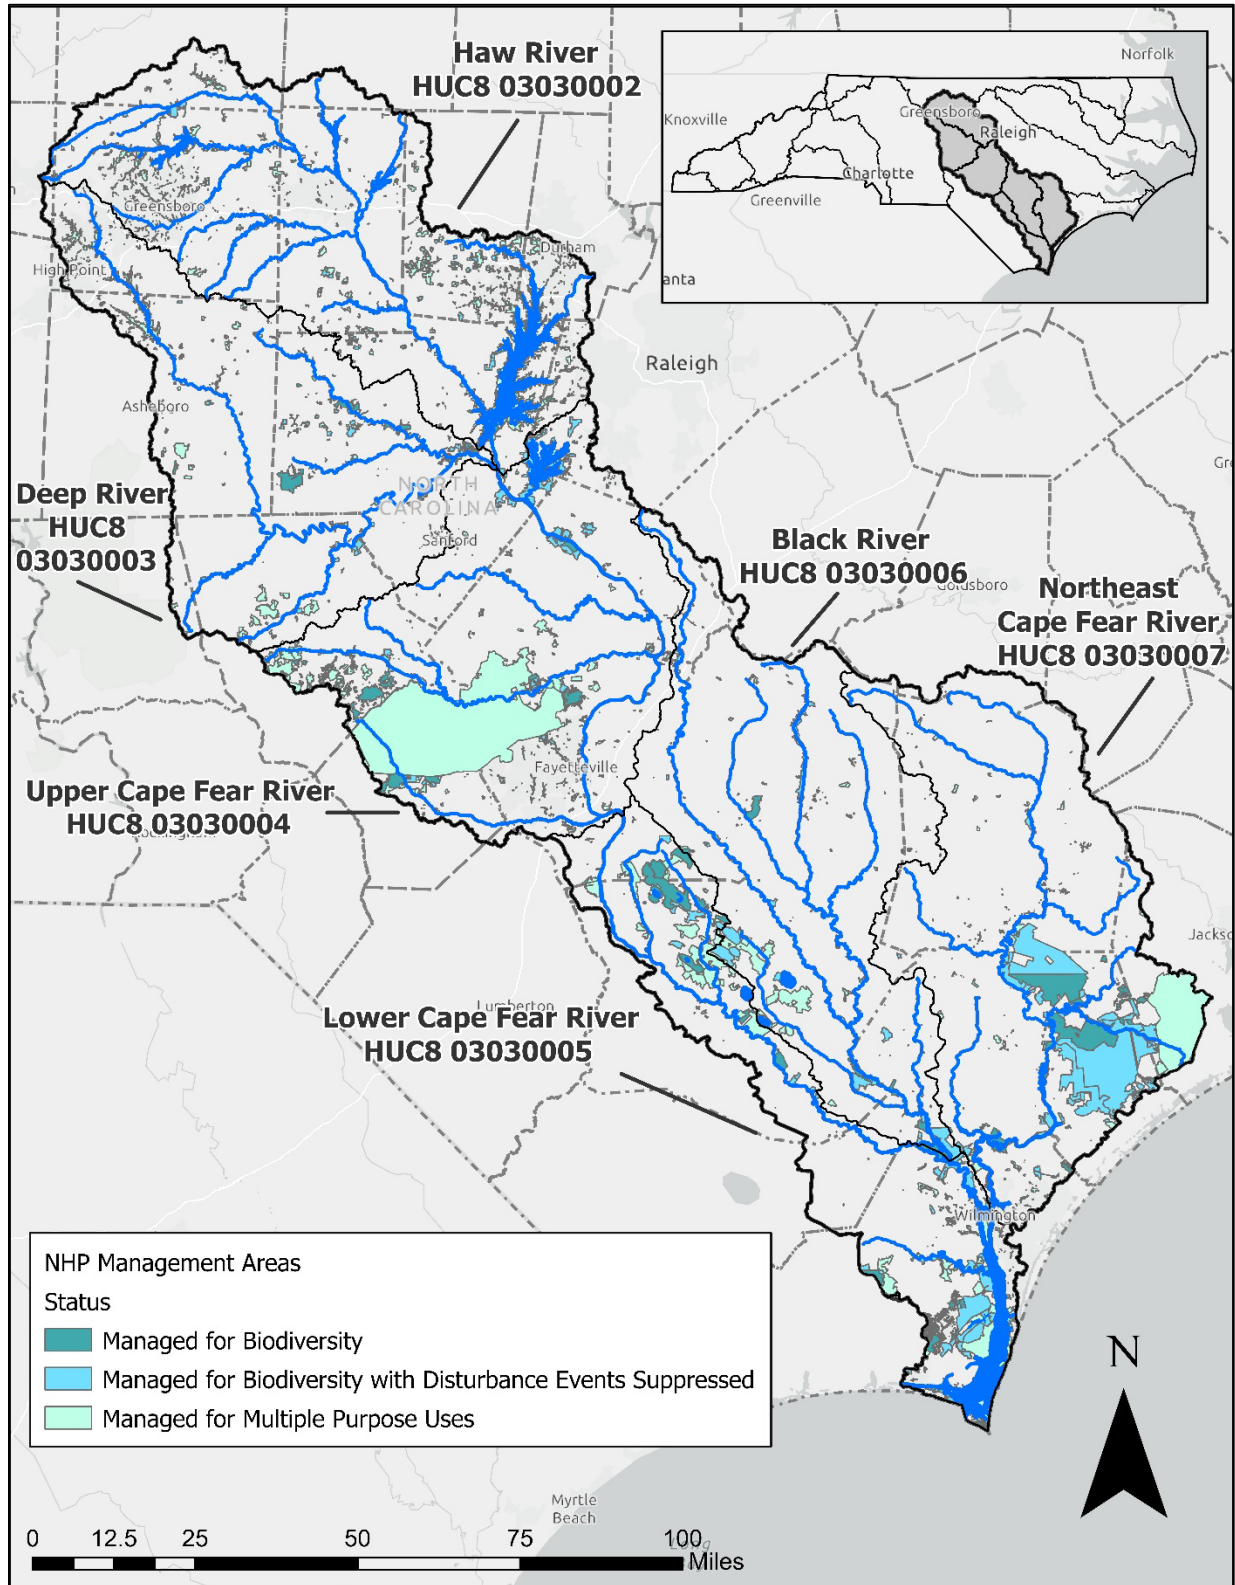 Haw River
HUC8 03030002
Norfolk
Knoxville
Greensboro
Raleigh
Charlotte
Greenville
anta
Greensboro
High Point
Durham
Raleigh
Asheboro
NORTH
CAROLINA
Sanford
Deep River
HUC8
03030003
Black River
HUC8 03030006
Goldsboro
Northeast
Cape Fear River
HUC8 03030007
Upper Cape Fear River
HUC8 03030004
Fayetteville
Jackso
Lumberton
Lower Cape Fear River
HUC8 03030005
Wilmington
NHP Management Areas
Status
Managed for Biodiversity
Managed for Biodiversity with Disturbance Events Suppressed
Managed for Multiple Purpose Uses
N
Myrtle
Beach
0 12.5 25 50 75 100
Miles